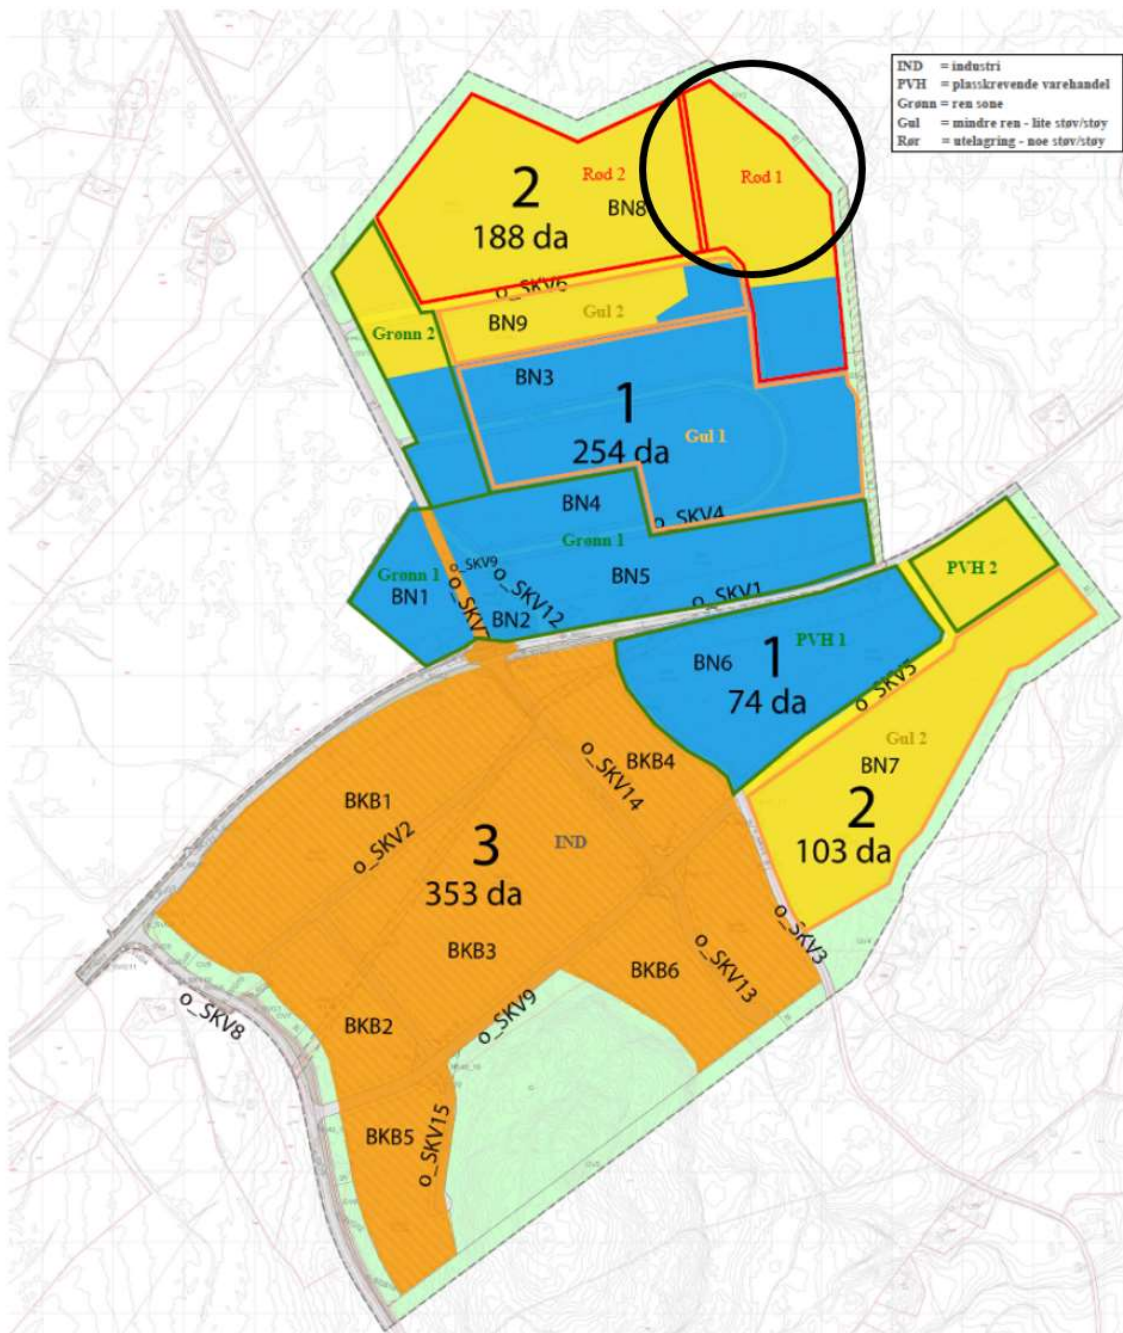 IND = industri
PVH = plasskrevende varehandel
Grønn = ren sone
Gul = mindre ren - lite støv/støy
Rør = utelagring - noe støv/støy
Rød 2
Rød 1
2
BN8
188 da
o_SKV6
Gul 2
BN9
Grønn 2
BN3
1
Gul 1
254 da
BN4
o_SKV4
Grønn 1
o_SKV9
Grønn 1
BN5
o_SKV12
BN1
o_SKV7
BN2
o_SKV1
PVH 2
PVH 1
1
BN6
74 da
o_SKV5
Gul 2
BN7
2
103 da
BKB4
o_SKV14
BKB1
o_SKV2
3
IND
353 da
o_SKV3
BKB3
o_SKV13
BKB6
o_SKV9
o_SKV8
BKB2
BKB5
o_SKV15